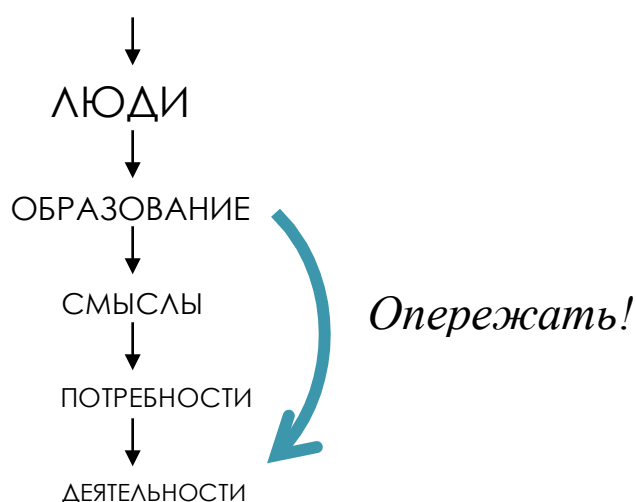 ЛЮДИ
ОБРАЗОВАНИЕ
СМЫСЛЫ
Опережать!
ПОТРЕБНОСТИ
ДЕЯТЕЛЬНОСТИ